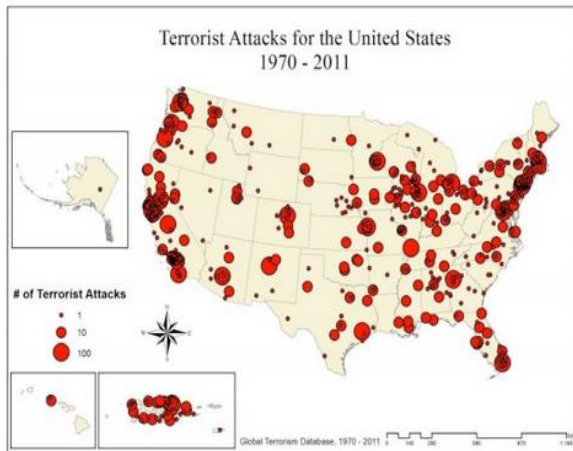 Terrorist Attacks for the United States
1970 - 2011
# of Terrorist Attacks
1
10
100
N
Global Terrorism Database, 1970 - 2011